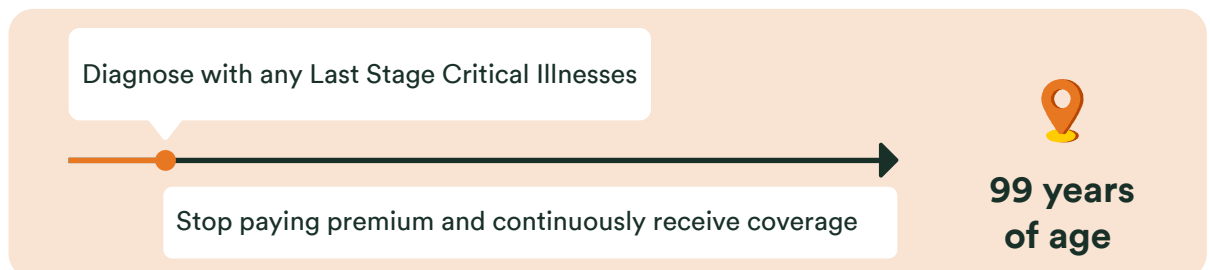 Diagnose with any Last Stage Critical Illnesses
Stop paying premium and continuously receive coverage
99 years
of age